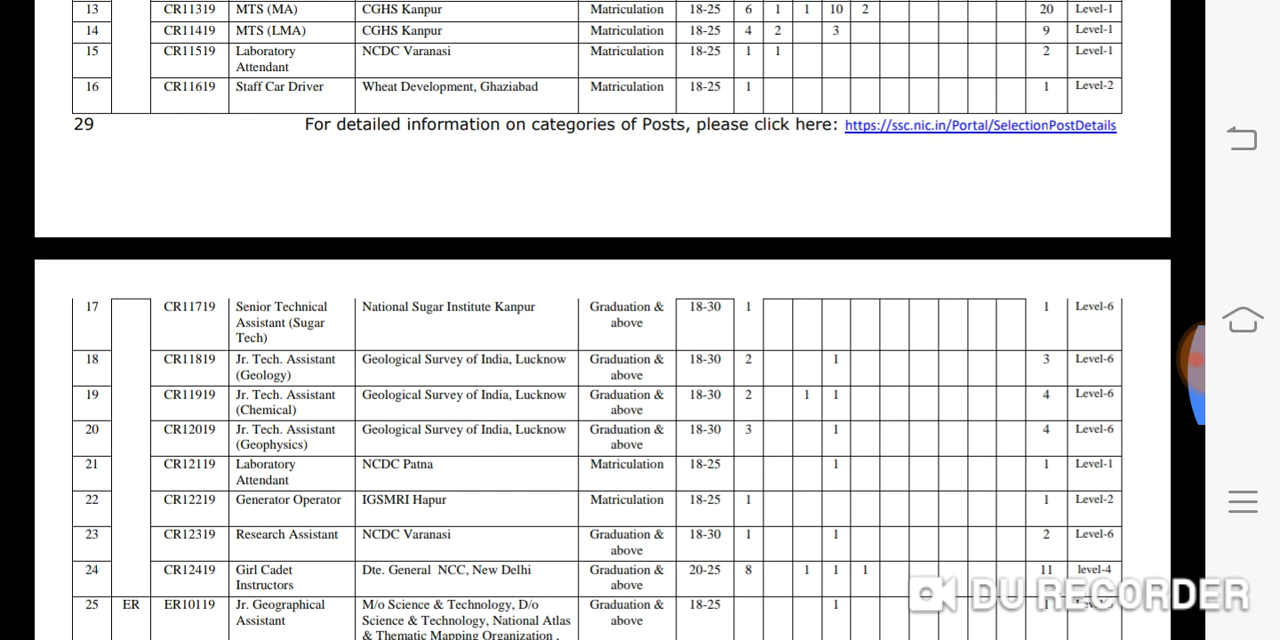 13 CR11319 MTS (MA) CGHS Kanpur Matriculation 18-25 6 1 1 10 2 20 Level-1
14 CR11419 MTS (LMA) CGHS Kanpur Matriculation 18-25 4 2 3 9 Level-1
15 CR11519 Laboratory NCDC Varanasi Matriculation 18-25 1 1 2 Level-1
Attendant
16 CR11619 Staff Car Driver Wheat Development, Ghaziabad Matriculation 18-25 1 1 Level-2
29 For detailed information on categories of Posts, please click here: https://ssc.nic.in/Portal/SelectionPostDetails
17 CR11719 Senior Technical National Sugar Institute Kanpur Graduation & 18-30 1 1 Level-6
Assistant (Sugar above
Tech)
18 CR11819 Jr. Tech. Assistant Geological Survey of India, Lucknow Graduation & 18-30 2 1 3 Level-6
(Geology) above
19 CR11919 Jr. Tech. Assistant Geological Survey of India, Lucknow Graduation & 18-30 2 1 1 4 Level-6
(Chemical) above
20 CR12019 Jr. Tech. Assistant Geological Survey of India, Lucknow Graduation & 18-30 3 1 4 Level-6
(Geophysics) above
21 CR12119 Laboratory NCDC Patna Matriculation 18-25 1 1 Level-1
Attendant
22 CR12219 Generator Operator IGSMRI Hapur Matriculation 18-25 1 1 Level-2
23 CR12319 Research Assistant NCDC Varanasi Graduation & 18-30 1 1 2 Level-6
above
24 CR12419 Girl Cadet Dte. General NCC, New Delhi Graduation & 20-25 8 1 1 1 11 level-4
Instructors above
25 ER ER10119 Jr. Geographical M/o Science & Technology, D/o Graduation & 18-25 1
Assistant Science & Technology, National Atlas above
& Thematic Mapping Organization ,
DU RECORDER